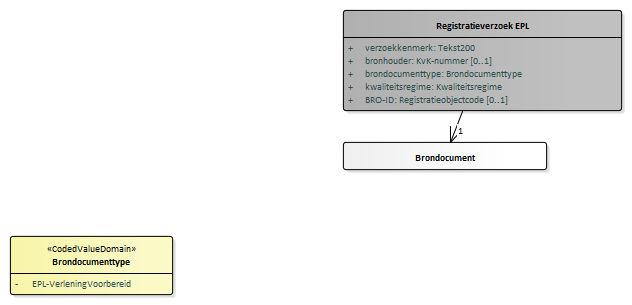 Registratieverzoek EPL
+ verzoekkenmerk: Tekst200
+ bronhouder: KvK-nummer [0..1]
+ brondocumenttype: Brondocumenttype
+ kwaliteitsregime: Kwaliteitsregime
+ BRO-ID: Registratieobjectcode [0..1]
1
Brondocument
«CodedValueDomain»
Brondocumenttype
- EPL-VerleningVoorbereid